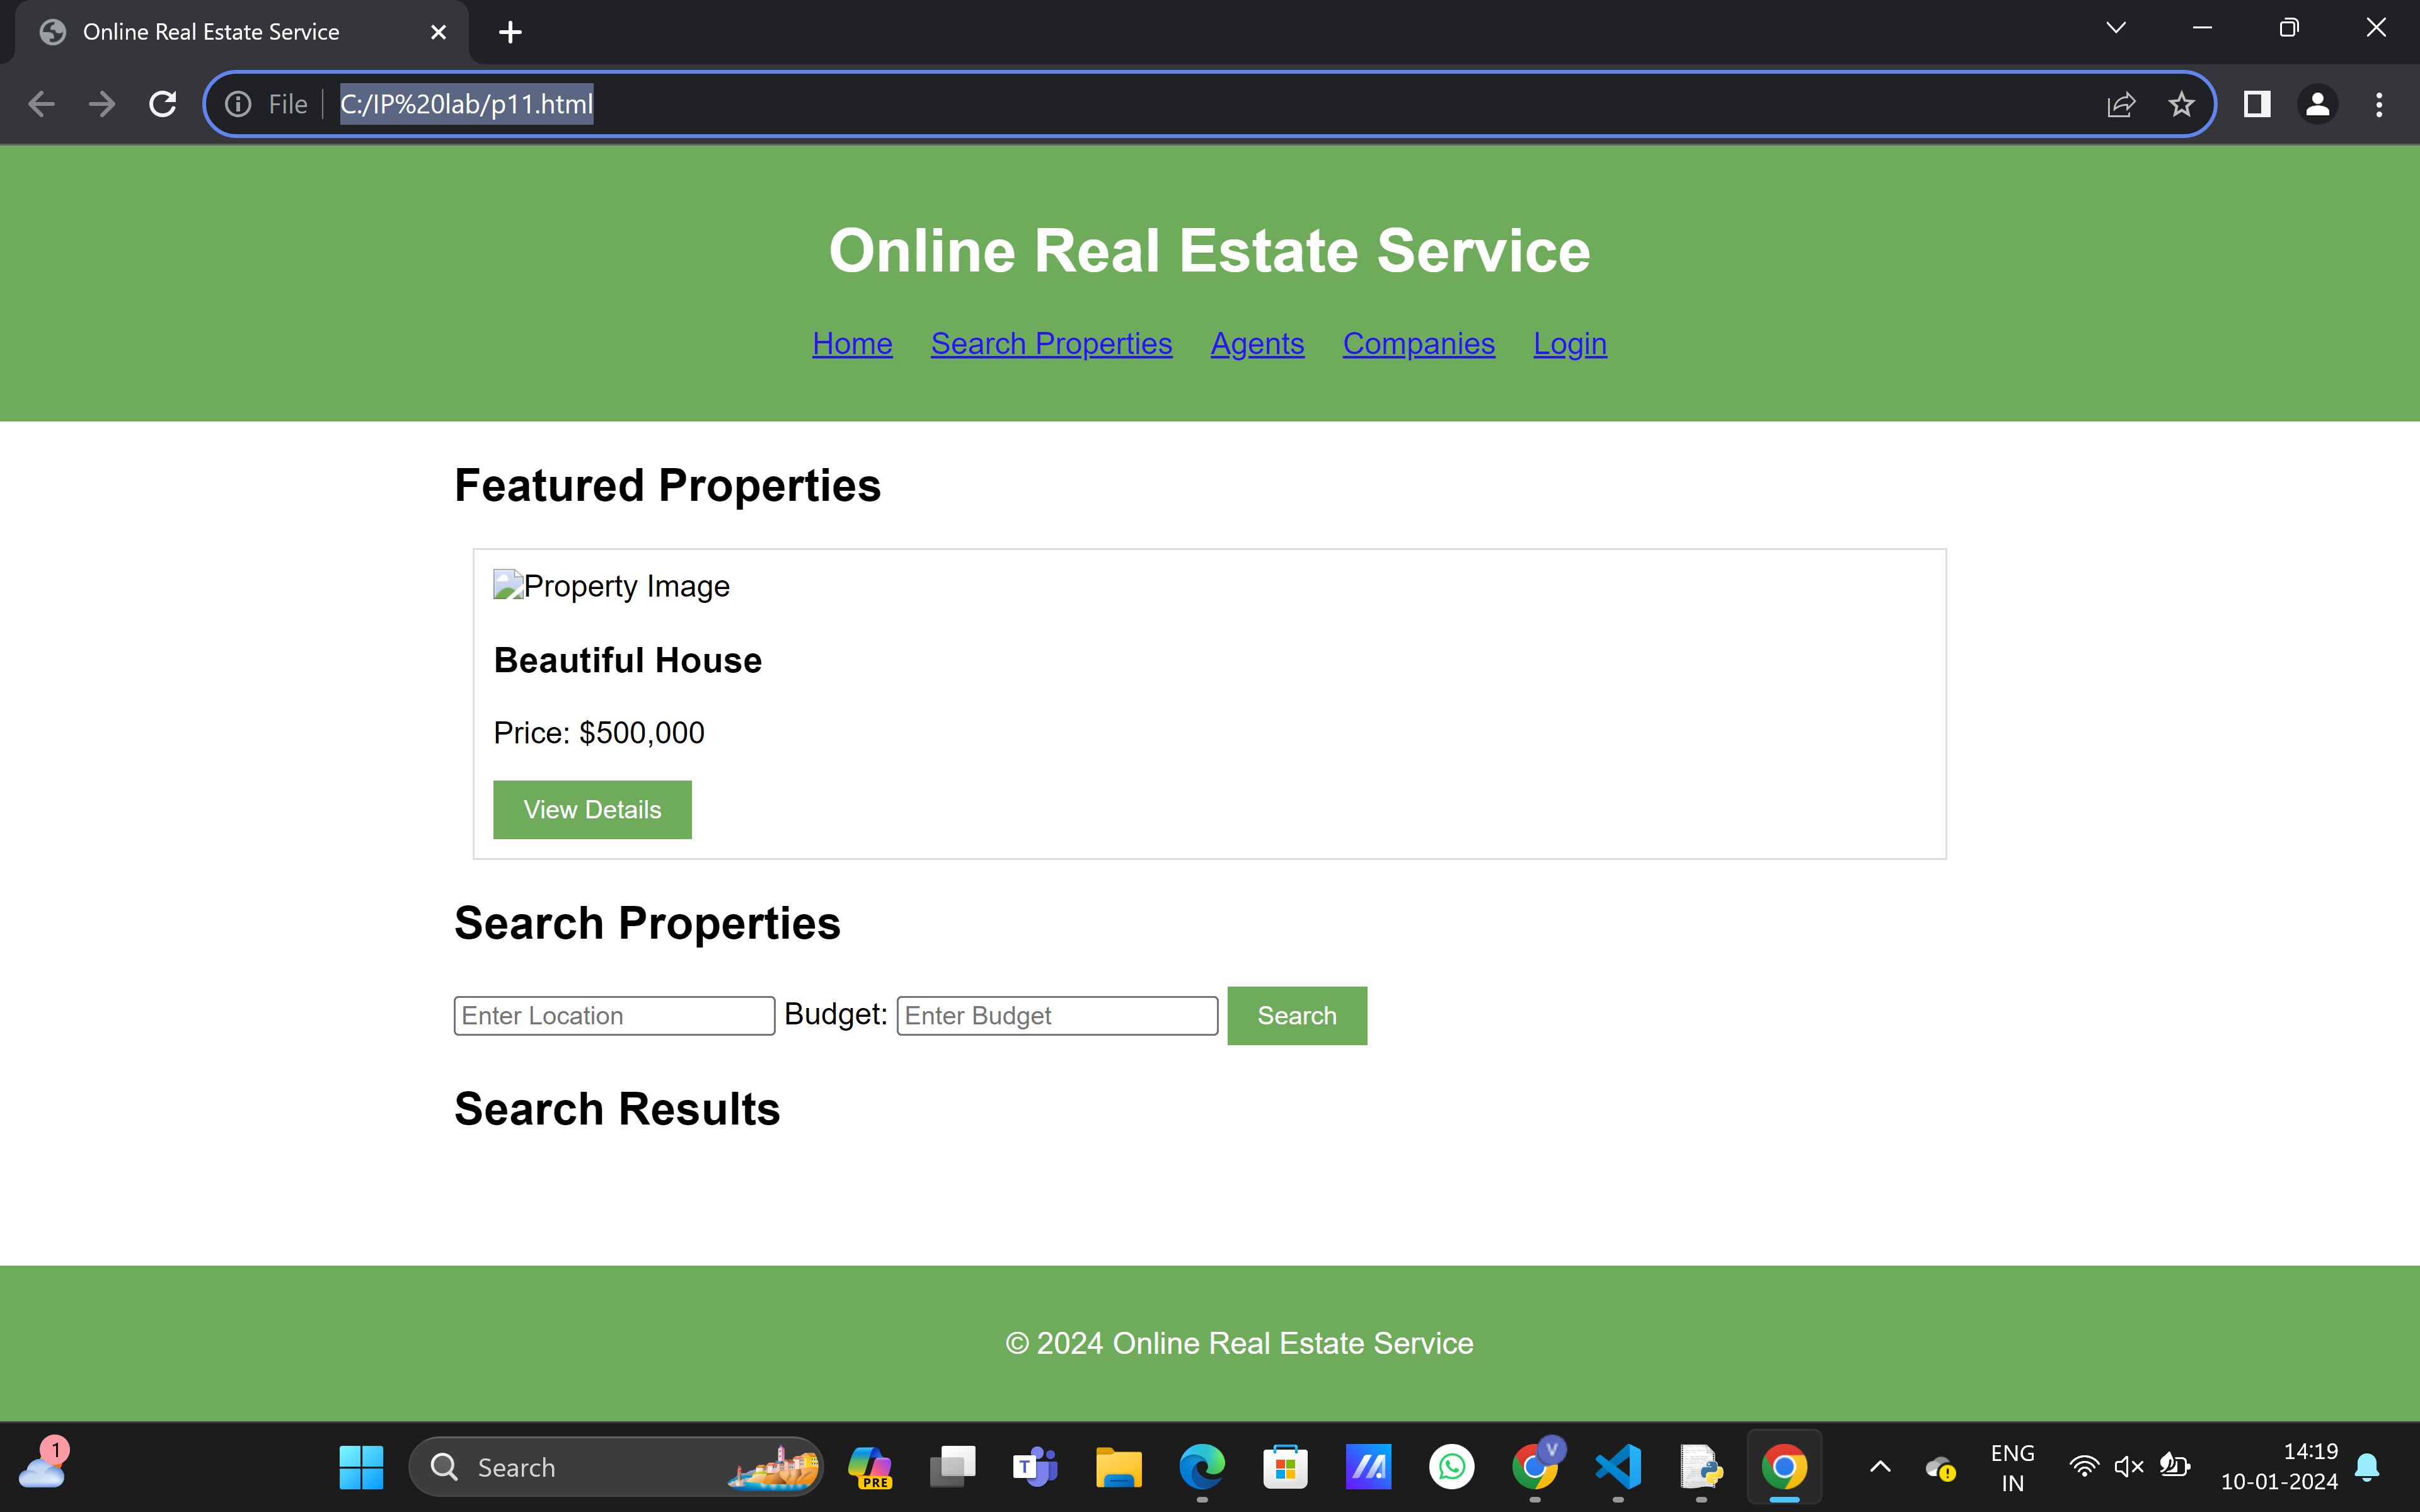 Online Real Estate Service
File C:/IP%20lab/p11.html
Online Real Estate Service
Home Search Properties Agents Companies Login
Featured Properties
Property Image
Beautiful House
Price: $500,000
View Details
Search Properties
Enter Location Budget: Enter Budget Search
Search Results
© 2024 Online Real Estate Service
1
Search
PRE
T
V
ENG
IN
14:19
10-01-2024